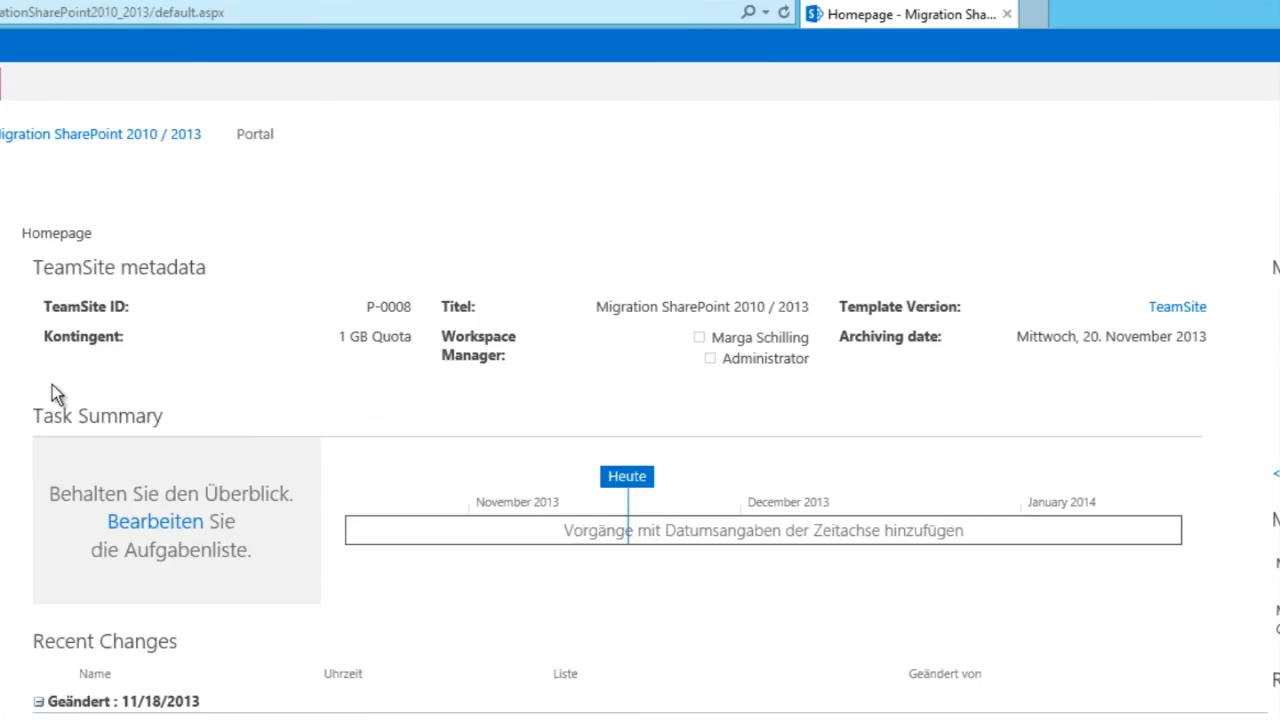 ationSharePoint2010_2013/default.aspx
Homepage - Migration Sha...
igration SharePoint 2010 / 2013 Portal
Homepage
TeamSite metadata
TeamSite ID: P-0008 Titel: Migration SharePoint 2010 / 2013 Template Version: TeamSite
Kontingent: 1 GB Quota Workspace Manager: Marga Schilling Archiving date: Mittwoch, 20. November 2013
Administrator
Task Summary
Heute
Behalten Sie den Überblick.
Bearbeiten Sie
die Aufgabenliste.
November 2013 December 2013 January 2014
Vorgänge mit Datumsangaben der Zeitachse hinzufügen
Recent Changes
Name Uhrzeit Liste Geändert von
Geändert : 11/18/2013